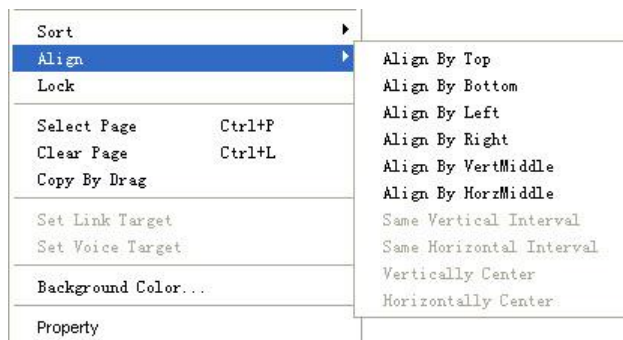 Sort
Align
Lock
Select Page Ctrl+P
Clear Page Ctrl+L
Copy By Drag
Set Link Target
Set Voice Target
Background Color...
Property
Align By Top
Align By Bottom
Align By Left
Align By Right
Align By VertMiddle
Align By HorzMiddle
Same Vertical Interval
Same Horizontal Interval
Vertically Center
Horizontally Center